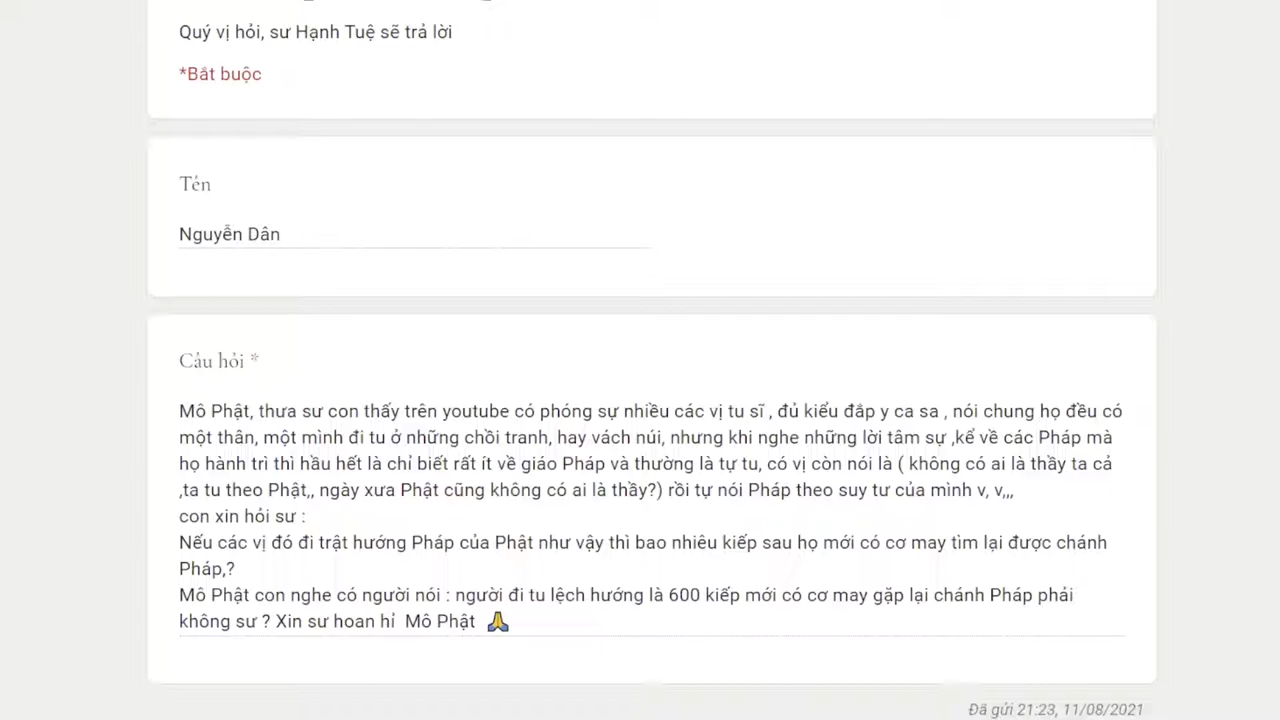 Quý vị hỏi, sư Hạnh Tuệ sẽ trả lời
*Bắt buộc
Tên
Nguyễn Dân
Câu hỏi *
Mô Phật, thưa sư con thấy trên youtube có phóng sự nhiều các vị tu sĩ , đủ kiểu đắp y ca sa , nói chung họ đều có
một thân, một mình đi tu ở những chồi tranh, hay vách núi, nhưng khi nghe những lời tâm sự ,kể về các Pháp mà
họ hành trì thì hầu hết là chỉ biết rất ít về giáo Pháp và thường là tự tu, có vị còn nói là ( không có ai là thầy ta cả
,ta tu theo Phật,, ngày xưa Phật cũng không có ai là thầy?) rồi tự nói Pháp theo suy tư của mình v, v,,,
con xin hỏi sư :
Nếu các vị đó đi trật hướng Pháp của Phật như vậy thì bao nhiêu kiếp sau họ mới có cơ may tìm lại được chánh
Pháp,?
Mô Phật con nghe có người nói : người đi tu lệch hướng là 600 kiếp mới có cơ may gặp lại chánh Pháp phải
không sư ? Xin sư hoan hỉ Mô Phật 🙏
Đã gửi 21:23, 11/08/2021